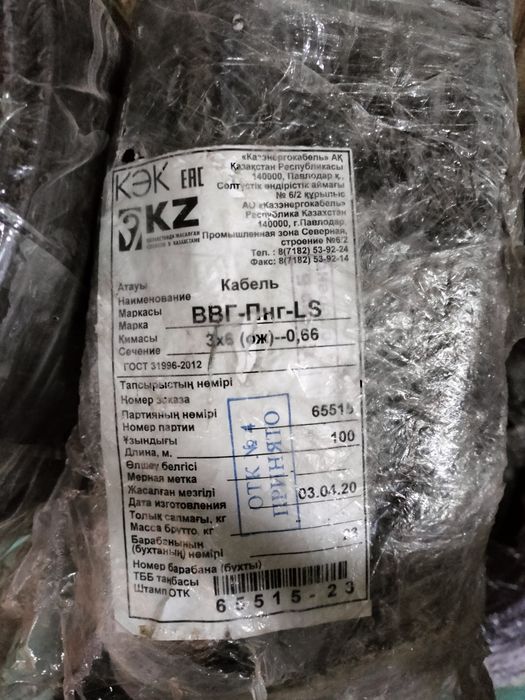 КЭК ЕАС
KZ
ҚАЗАҚСТАНДА ЖАСАЛҒАН
СДЕЛАНО В КАЗАХСТАНЕ
«Казэнергокабель» АҚ
Қазақстан Республикасы
140000, Павлодар қ.,
Солтүстік өндірістік аймағы
№ 6/2 құрылыс
АО «Казэнергокабель»
Республика Казахстан
140000, г.Павлодар,
Промышленная зона Северная,
строение №6/2
Тел. : 8(7182) 53-92-24
Факс: 8(7182) 53-92-14
Атауы
Наименование Кабель
Маркасы
Марка ВВГ-Пнг-LS
Қимасы
Сечение 3х6 (ож)--0,66
ГОСТ 31996-2012
Тапсырыстың нөмірі
Номер заказа
Партияның нөмірі
Номер партии 65515
Ұзындығы
Длина, м. 100
Өлшеу белгісі
Мерная метка
Жасалған мезгілі
Дата изготовления 03.04.20
Толық салмағы, кг
Масса брутто, кг
Барабанының
(бухтаның) нөмірі 23
Номер барабана (бухты)
ТББ таңбасы
Штамп ОТК
65515-23
ОТК № 4
ПРИНЯТО